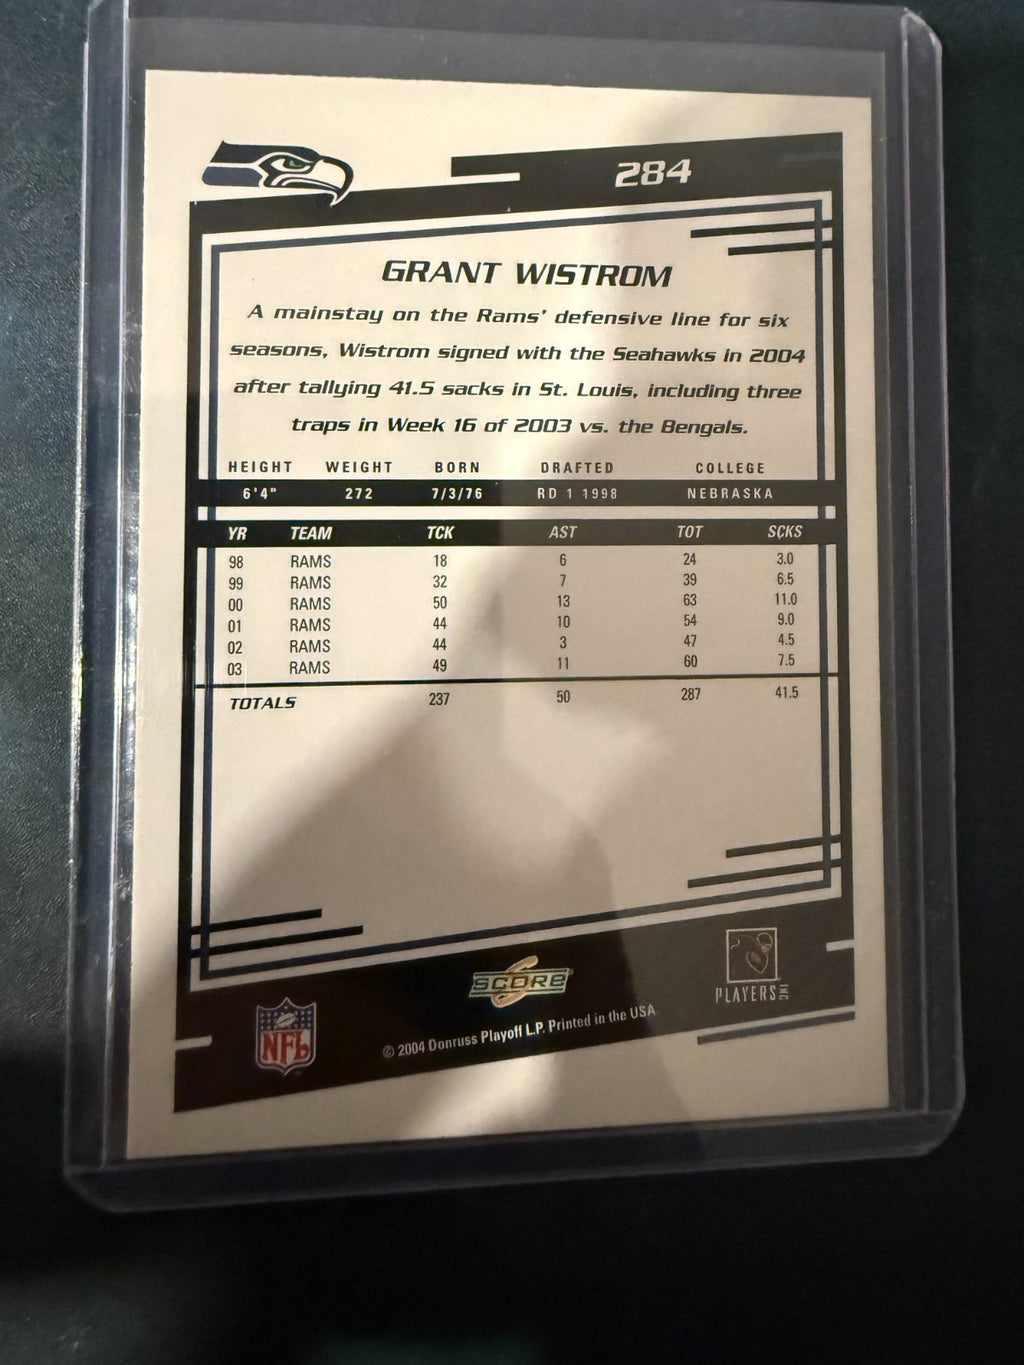 284
GRANT WISTROM
A mainstay on the Rams' defensive line for six
seasons, Wistrom signed with the Seahawks in 2004
after tallying 41.5 sacks in St. Louis, including three
traps in Week 16 of 2003 vs. the Bengals.
HEIGHT WEIGHT BORN DRAFTED COLLEGE
6'4" 272 7/3/76 RD 1 1998 NEBRASKA
YR TEAM TCK AST TOT SCKS
98 RAMS 18 6 24 3.0
99 RAMS 32 7 39 6.5
00 RAMS 50 13 63 11.0
01 RAMS 44 10 54 9.0
02 RAMS 44 3 47 4.5
03 RAMS 49 11 60 7.5
TOTALS 237 50 287 41.5
SCORE
PLAYERS INC
NFL
© 2004 Donruss Playoff L.P. Printed in the USA